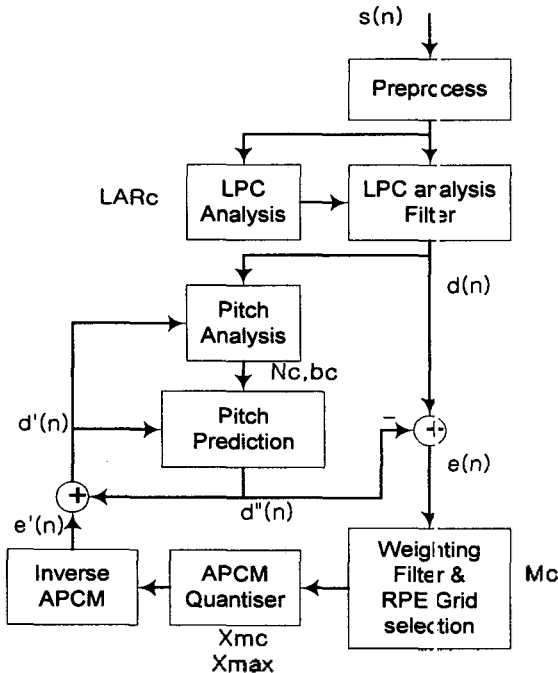 s(n)
Preprocess
LARc
LPC
Analysis
LPC analysis
Filter
d(n)
Pitch
Analysis
Nc,bc
d'(n)
Pitch
Prediction
−
+
e(n)
+
d"(n)
e'(n)
Inverse
APCM
APCM
Quantiser
Weighting
Filter &
RPE Grid
selection
Mc
Xmc
Xmax